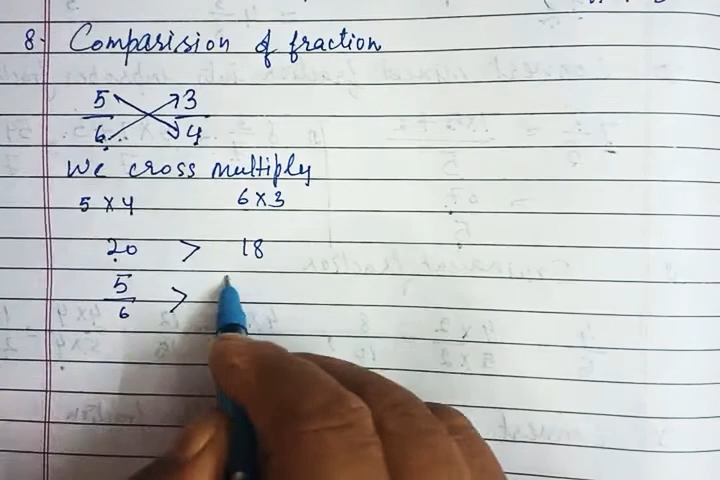 8. Comparision of fraction
5 3
6 4
We cross multiply
5 × 4 6 × 3
20 > 18
5 >
6